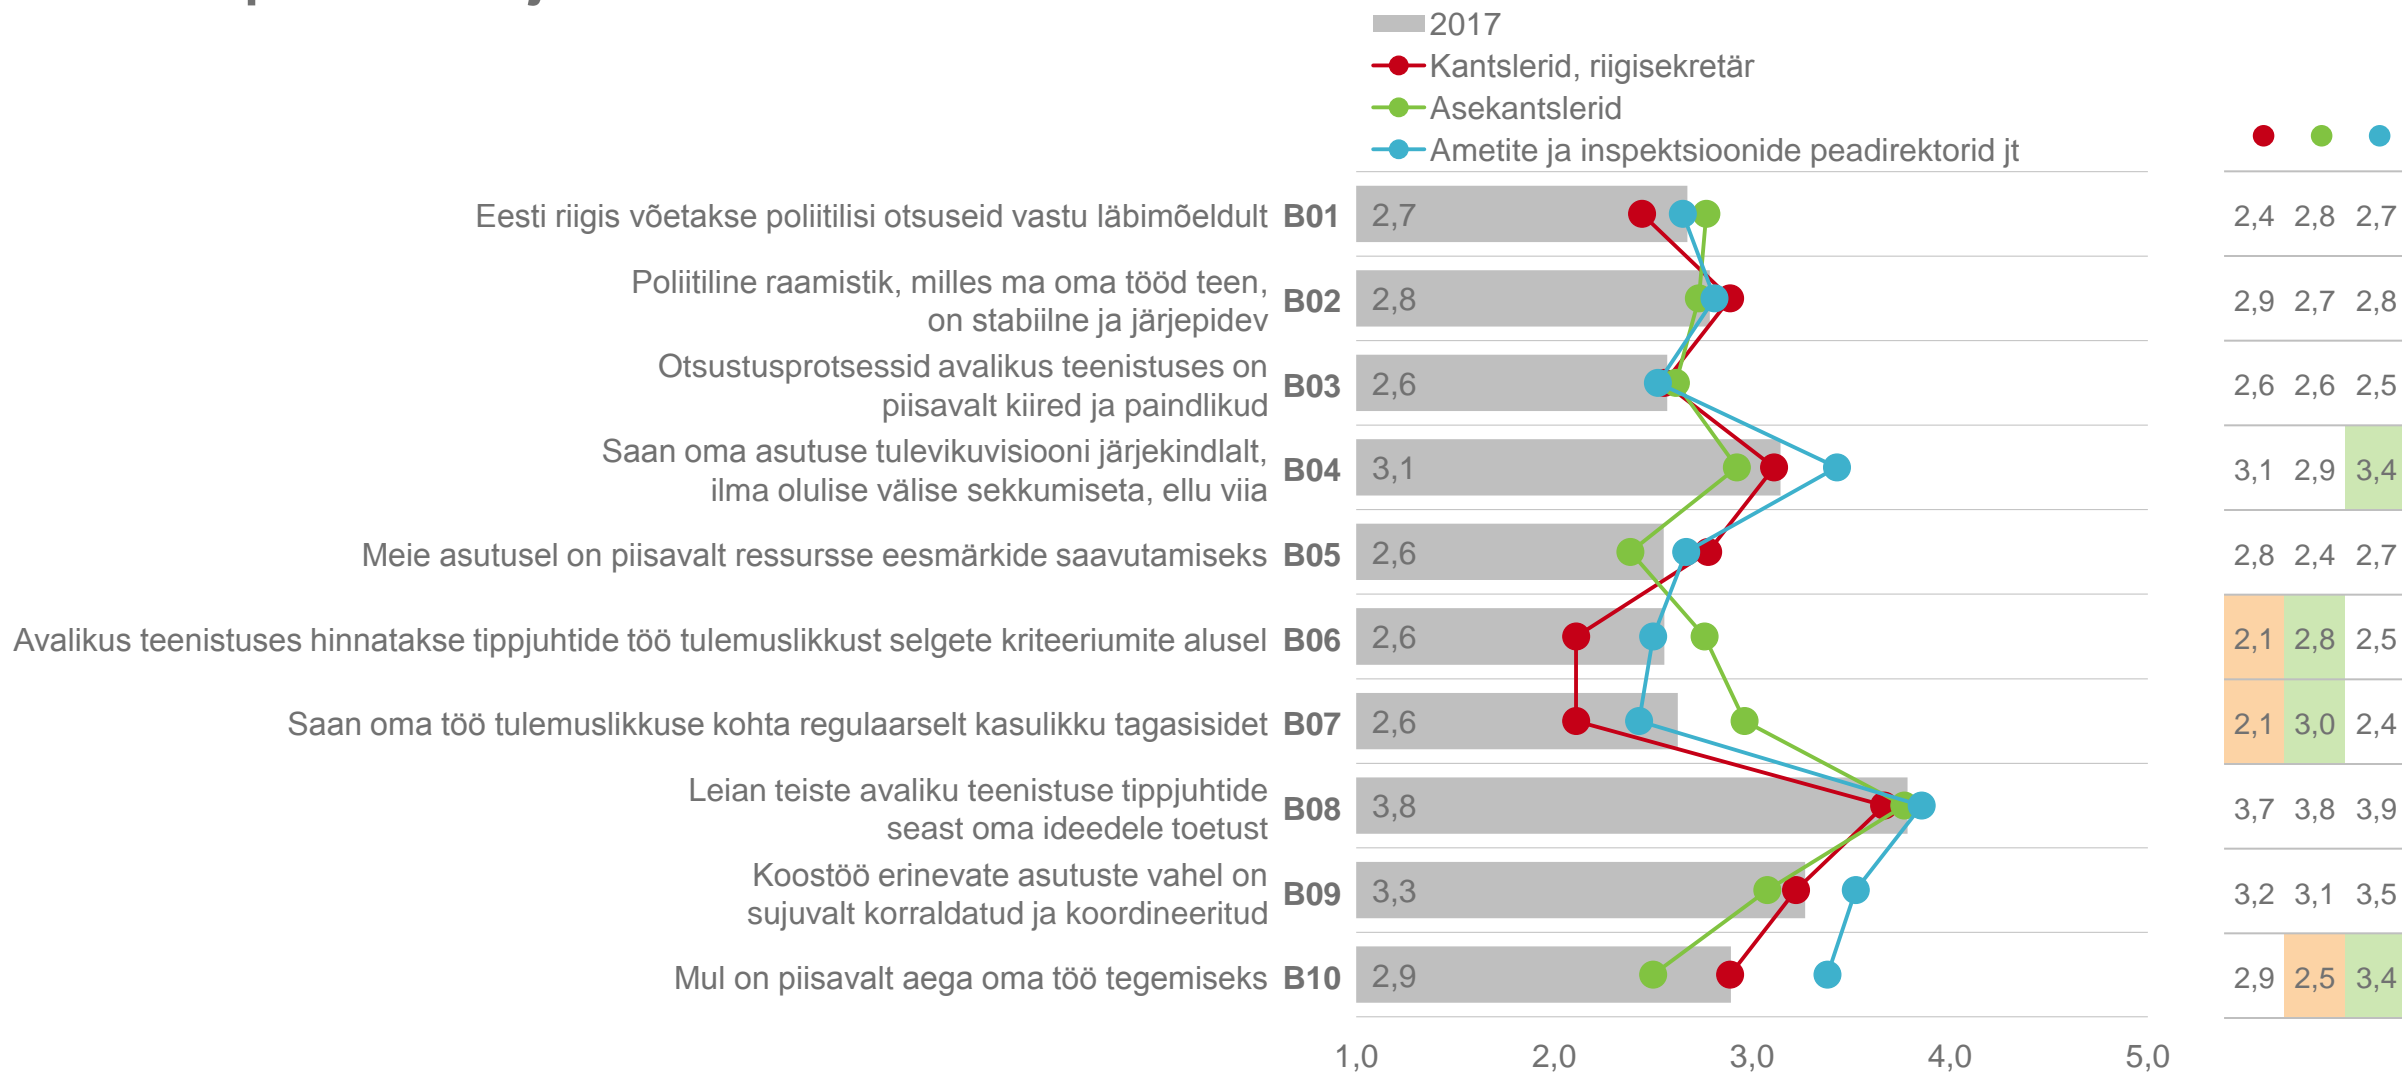 2017
Kantslerid, riigisekretär
Asekantslerid
Ametite ja inspektsioonide peadirektorid jt
Eesti riigis võetakse poliitilisi otsuseid vastu läbimõeldult B01 2,7 2,4 2,8 2,7
Poliitiline raamistik, milles ma oma tööd teen,
on stabiilne ja järjepidev B02 2,8 2,9 2,7 2,8
Otsustusprotsessid avalikus teenistuses on
piisavalt kiired ja paindlikud B03 2,6 2,6 2,6 2,5
Saan oma asutuse tulevikuvisiooni järjekindlalt,
ilma olulise välise sekkumiseta, ellu viia B04 3,1 3,1 2,9 3,4
Meie asutusel on piisavalt ressursse eesmärkide saavutamiseks B05 2,6 2,8 2,4 2,7
Avalikus teenistuses hinnatakse tippjuhtide töö tulemuslikkust selgete kriteeriumite alusel B06 2,6 2,1 2,8 2,5
Saan oma töö tulemuslikkuse kohta regulaarselt kasulikku tagasisidet B07 2,6 2,1 3,0 2,4
Leian teiste avaliku teenistuse tippjuhtide
seast oma ideedele toetust B08 3,8 3,7 3,8 3,9
Koostöö erinevate asutuste vahel on
sujuvalt korraldatud ja koordineeritud B09 3,3 3,2 3,1 3,5
Mul on piisavalt aega oma töö tegemiseks B10 2,9 2,9 2,5 3,4
1,0 2,0 3,0 4,0 5,0